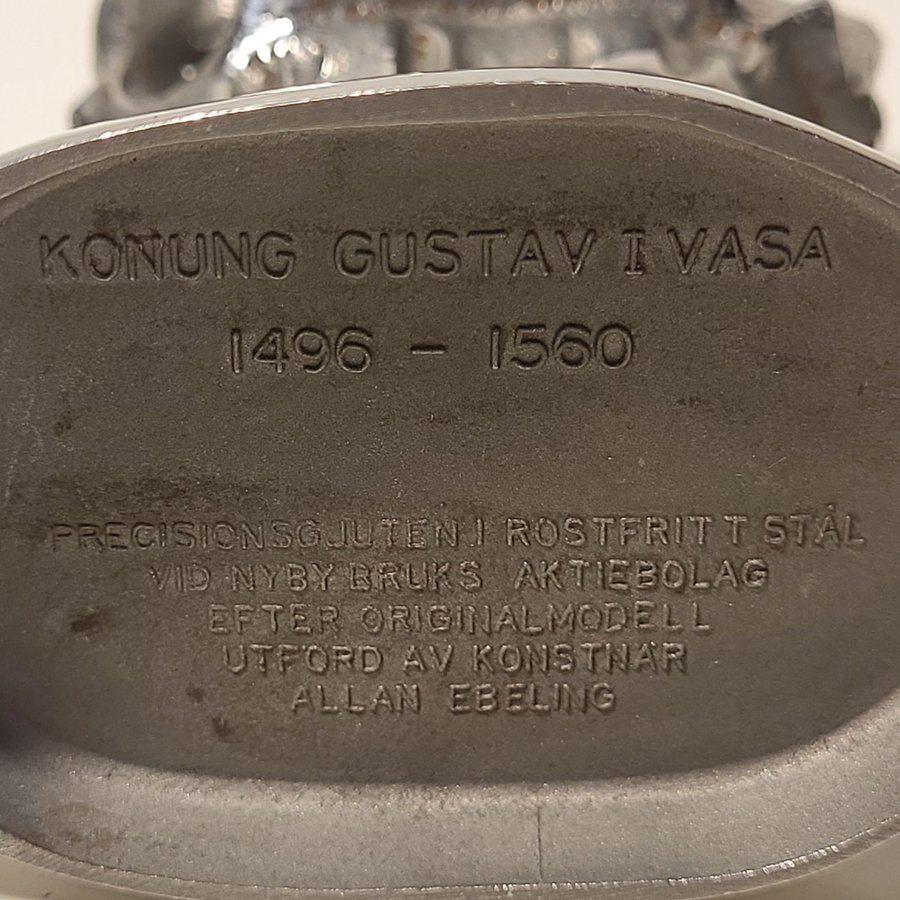 KONUNG GUSTAV I VASA
1496 - 1560
PRECISIONSGJUTEN I ROSTFRITT STÅL
VID NYBY BRUKS AKTIEBOLAG
EFTER ORIGINALMODELL
UTFÖRD AV KONSTNÄR
ALLAN EBELING